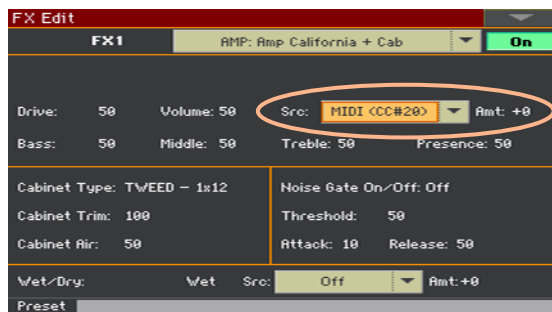 FX Edit
FX1 AMP: Amp California + Cab On
Drive: 50 Volume: 50 Src: MIDI (CC#20) Amt: +0
Bass: 50 Middle: 50 Treble: 50 Presence: 50
Cabinet Type: TWEED - 1x12 Noise Gate On/Off: Off
Cabinet Trim: 100 Threshold: 50
Cabinet Air: 50 Attack: 10 Release: 50
Wet/Dry: Wet Src: Off Amt:+0
Preset